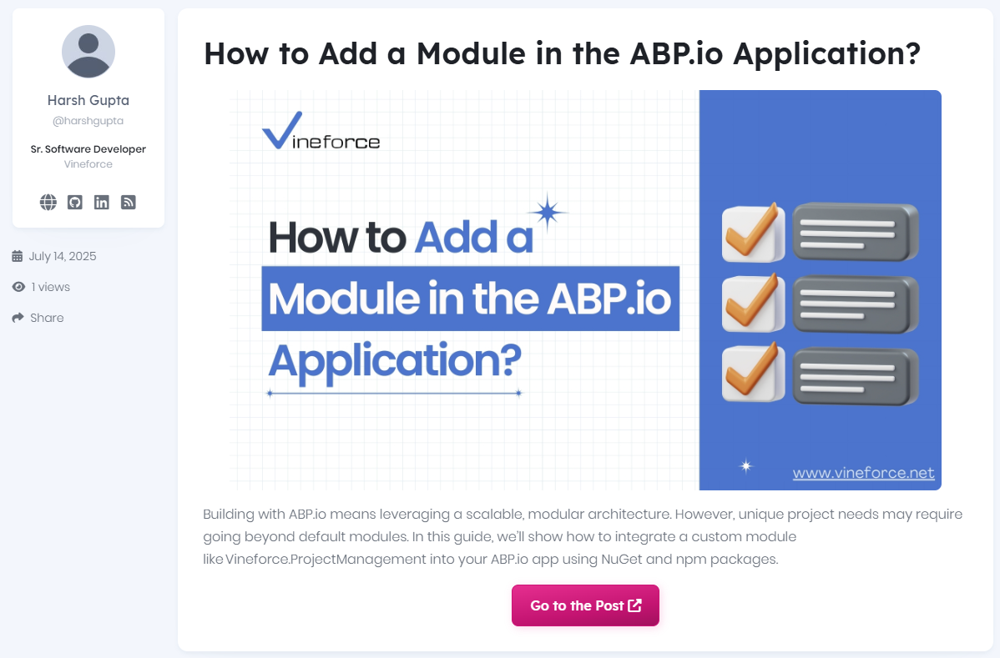 Harsh Gupta
@harshgupta
Sr. Software Developer
Vineforce
July 14, 2025
1 views
Share
How to Add a Module in the ABP.io Application?
Vineforce
How to Add a
Module in the ABP.io
Application?
www.vineforce.net
Building with ABP.io means leveraging a scalable, modular architecture. However, unique project needs may require
going beyond default modules. In this guide, we'll show how to integrate a custom module
like Vineforce.ProjectManagement into your ABP.io app using NuGet and npm packages.
Go to the Post